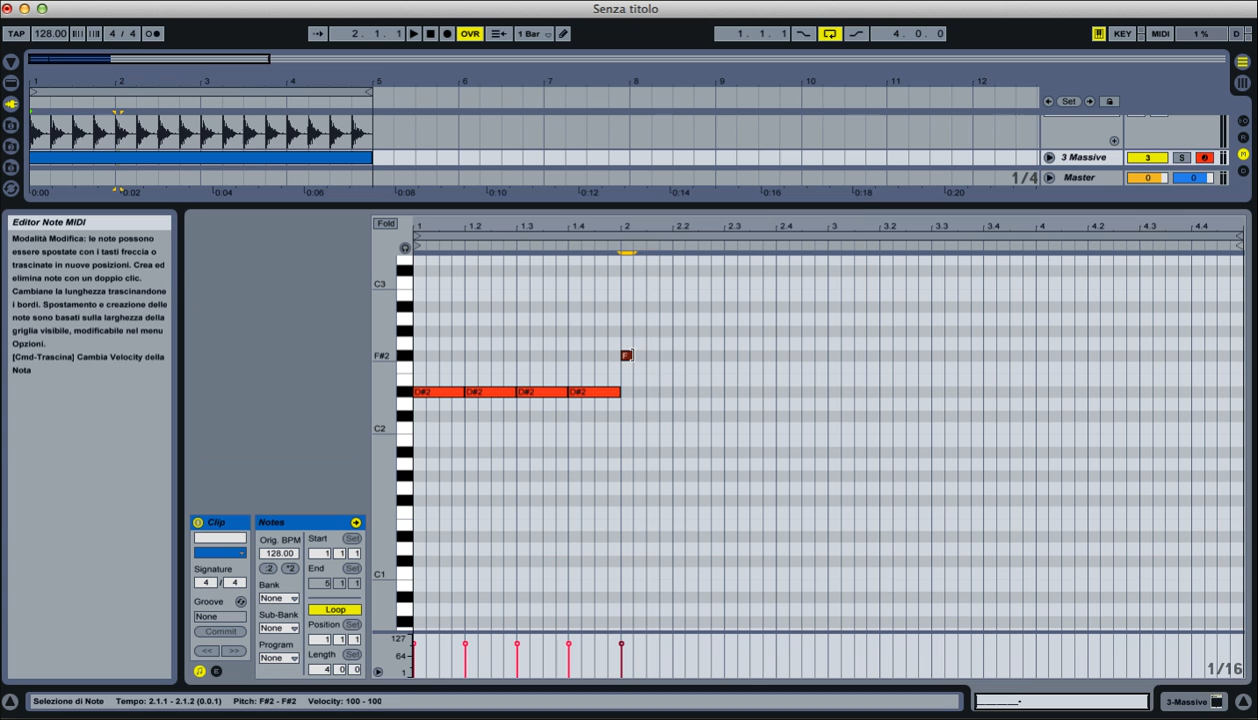 Senza titolo
TAP 128.00 4 / 4 2. 1. 1 OVR 1 Bar 1. 1. 1 4. 0. 0 KEY MIDI 1 % D
1 2 3 4 5 6 7 8 9 10 11 12
Set
3 Massive 3 S
1/4 Master 0 0
0:00 0:02 0:04 0:06 0:08 0:10 0:12 0:14 0:16 0:18 0:20
Editor Note MIDI
Modalità Modifica: le note possono
essere spostate con i tasti freccia o
trascinate in nuove posizioni. Crea ed
elimina note con un doppio clic.
Cambiane la lunghezza trascinandone
i bordi. Spostamento e creazione delle
note sono basati sulla larghezza della
griglia visibile, modificabile nel menu
Opzioni.
[Cmd-Trascina] Cambia Velocity della
Nota
Fold 1 1.2 1.3 1.4 2 2.2 2.3 2.4 3 3.2 3.3 3.4 4 4.2 4.3 4.4
C3
F#2 F
D#2 D#2 D#2 D#2
C2
C1
127
64
1
1/16
Clip
Signature
4 / 4
Groove
None
Commit
<< >>
Notes
Orig. BPM
128.00
:2 *2
Bank
None
Sub-Bank
None
Program
None
Start Set
1 1 1
End Set
5 1 1
Loop
Position Set
1 1 1
Length Set
4 0 0
Selezione di Note Tempo: 2.1.1 - 2.1.2 (0.0.1) Pitch: F#2 - F#2 Velocity: 100 - 100
3-Massive